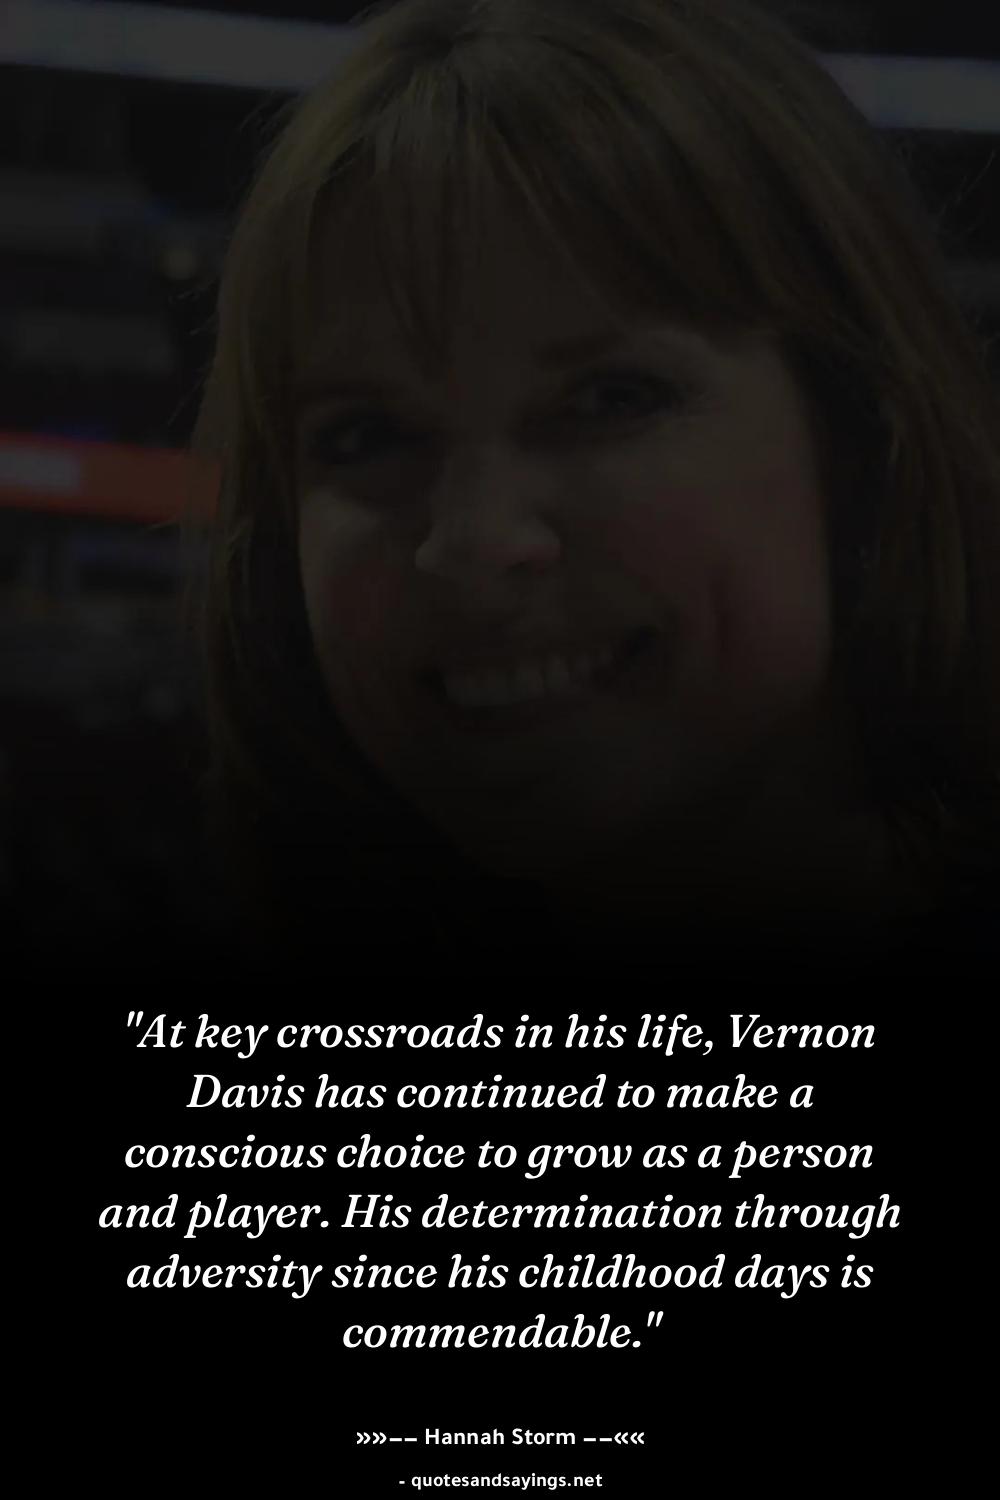 "At key crossroads in his life, Vernon
Davis has continued to make a
conscious choice to grow as a person
and player. His determination through
adversity since his childhood days is
commendable."
»»−− Hannah Storm −−««
- quotesandsayings.net